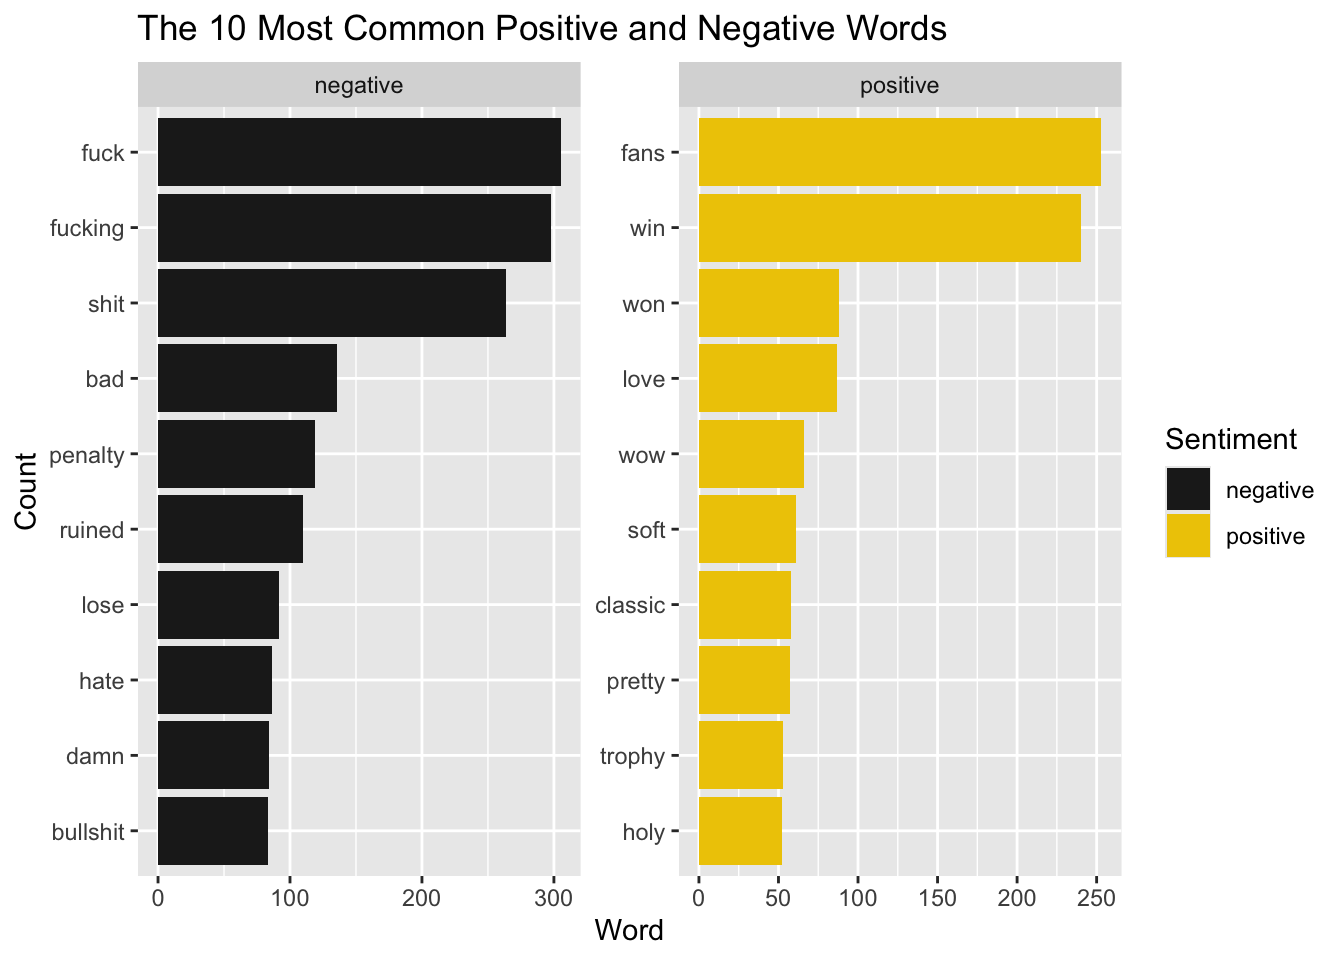 The 10 Most Common Positive and Negative Words
negative
positive
fuck
fucking
shit
bad
penalty
ruined
lose
hate
damn
bullshit
fans
win
won
love
wow
soft
classic
pretty
trophy
holy
Count
0 100 200 300
0 50 100 150 200 250
Word
Sentiment
negative
positive